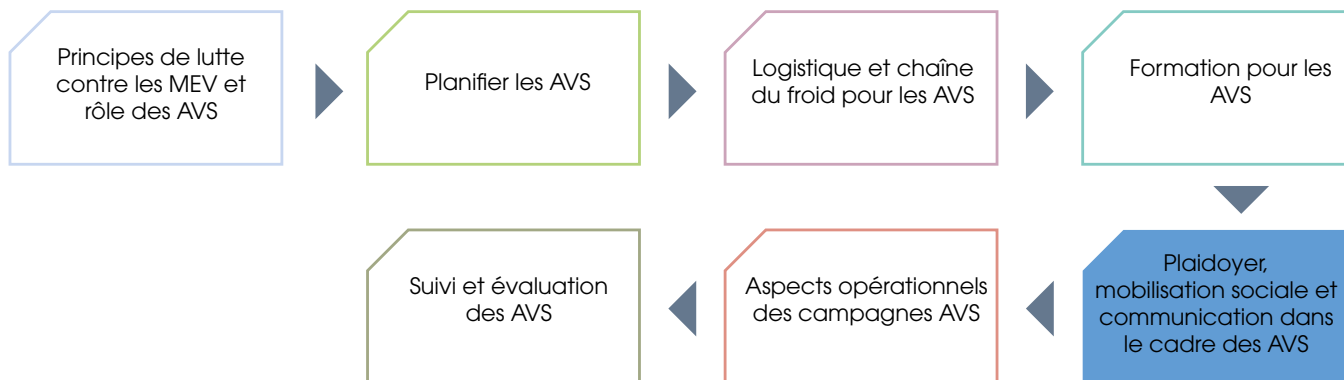 Principes de lutte
contre les MEV et
rôle des AVS
Planifier les AVS
Logistique et chaîne
du froid pour les AVS
Formation pour les
AVS
Plaidoyer,
mobilisation sociale et
communication dans
le cadre des AVS
Aspects opérationnels
des campagnes AVS
Suivi et évaluation
des AVS